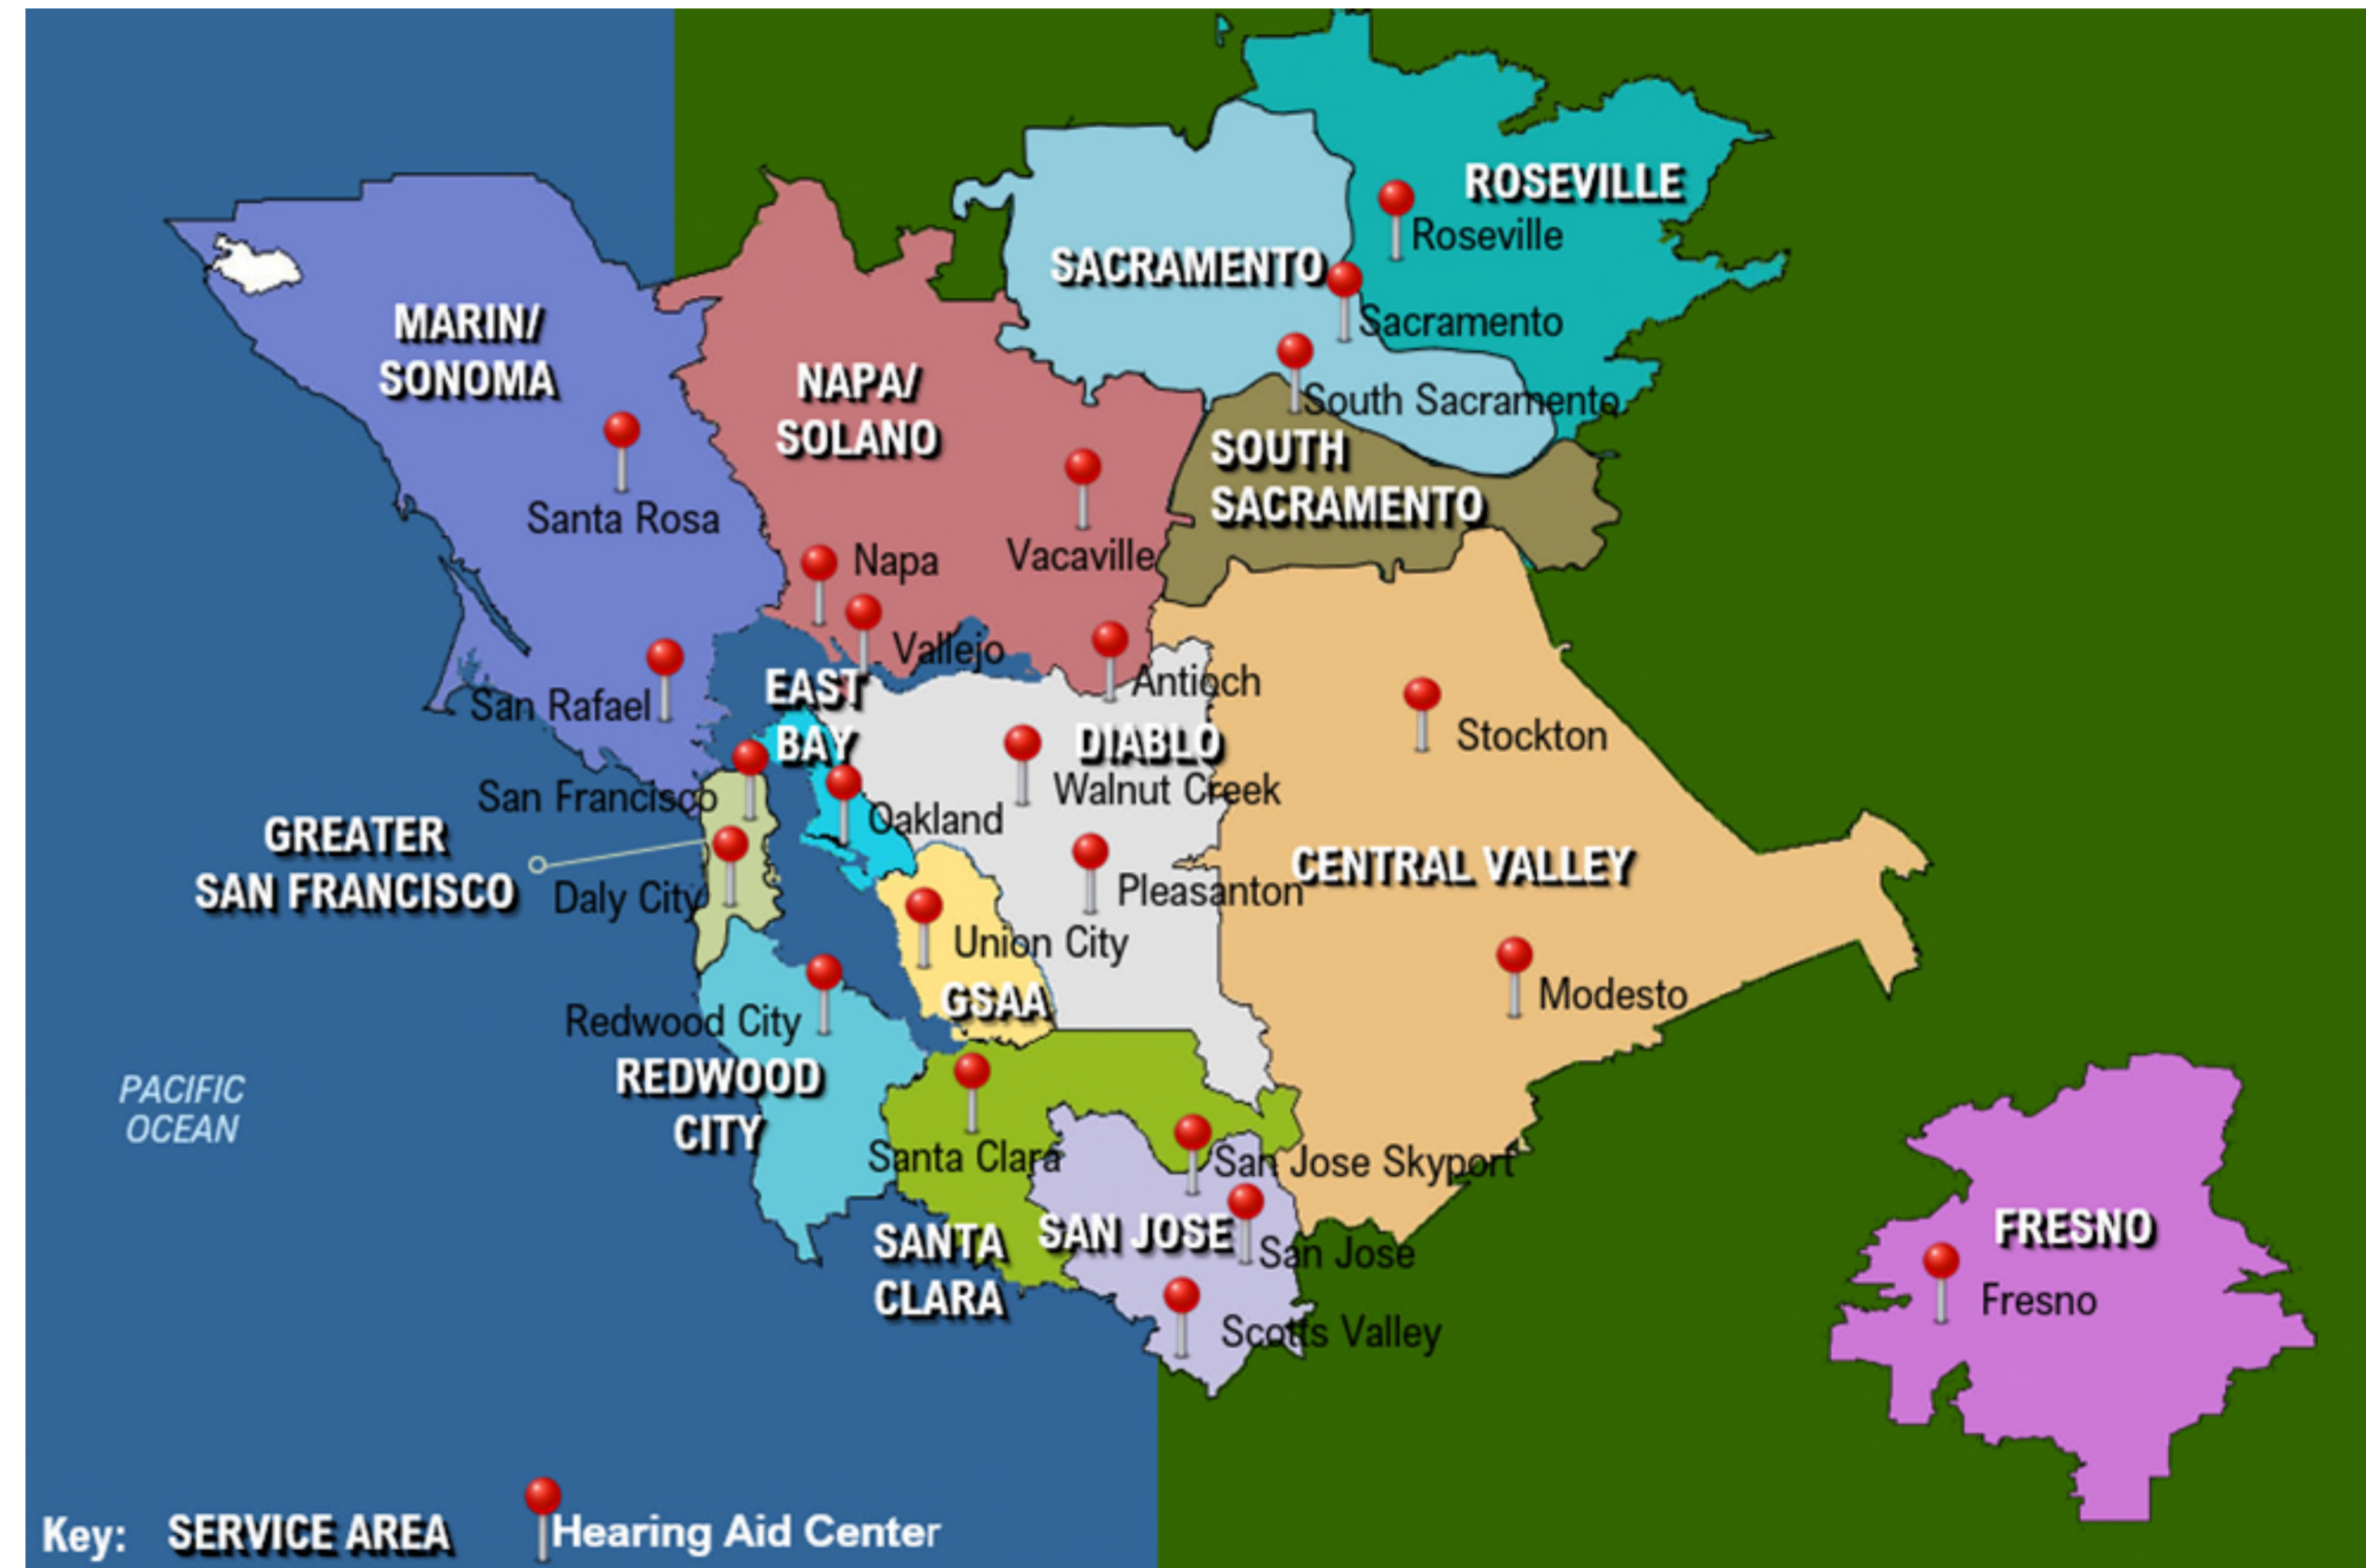 ROSEVILLE
Roseville
SACRAMENTO
Sacramento
MARIN/
SONOMA
NAPA/
SOLANO
South Sacramento
SOUTH
SACRAMENTO
Santa Rosa
Napa
Vacaville
Vallejo
Antioch
San Rafael
EAST
BAY
DIABLO
Stockton
Walnut Creek
San Francisco
Oakland
GREATER
SAN FRANCISCO
Daly City
Pleasanton
CENTRAL VALLEY
Union City
GSAA
Modesto
Redwood City
REDWOOD
CITY
PACIFIC
OCEAN
Santa Clara
San Jose Skyport
SANTA
CLARA
SAN JOSE
San Jose
Scotts Valley
FRESNO
Fresno
Key: SERVICE AREA Hearing Aid Center